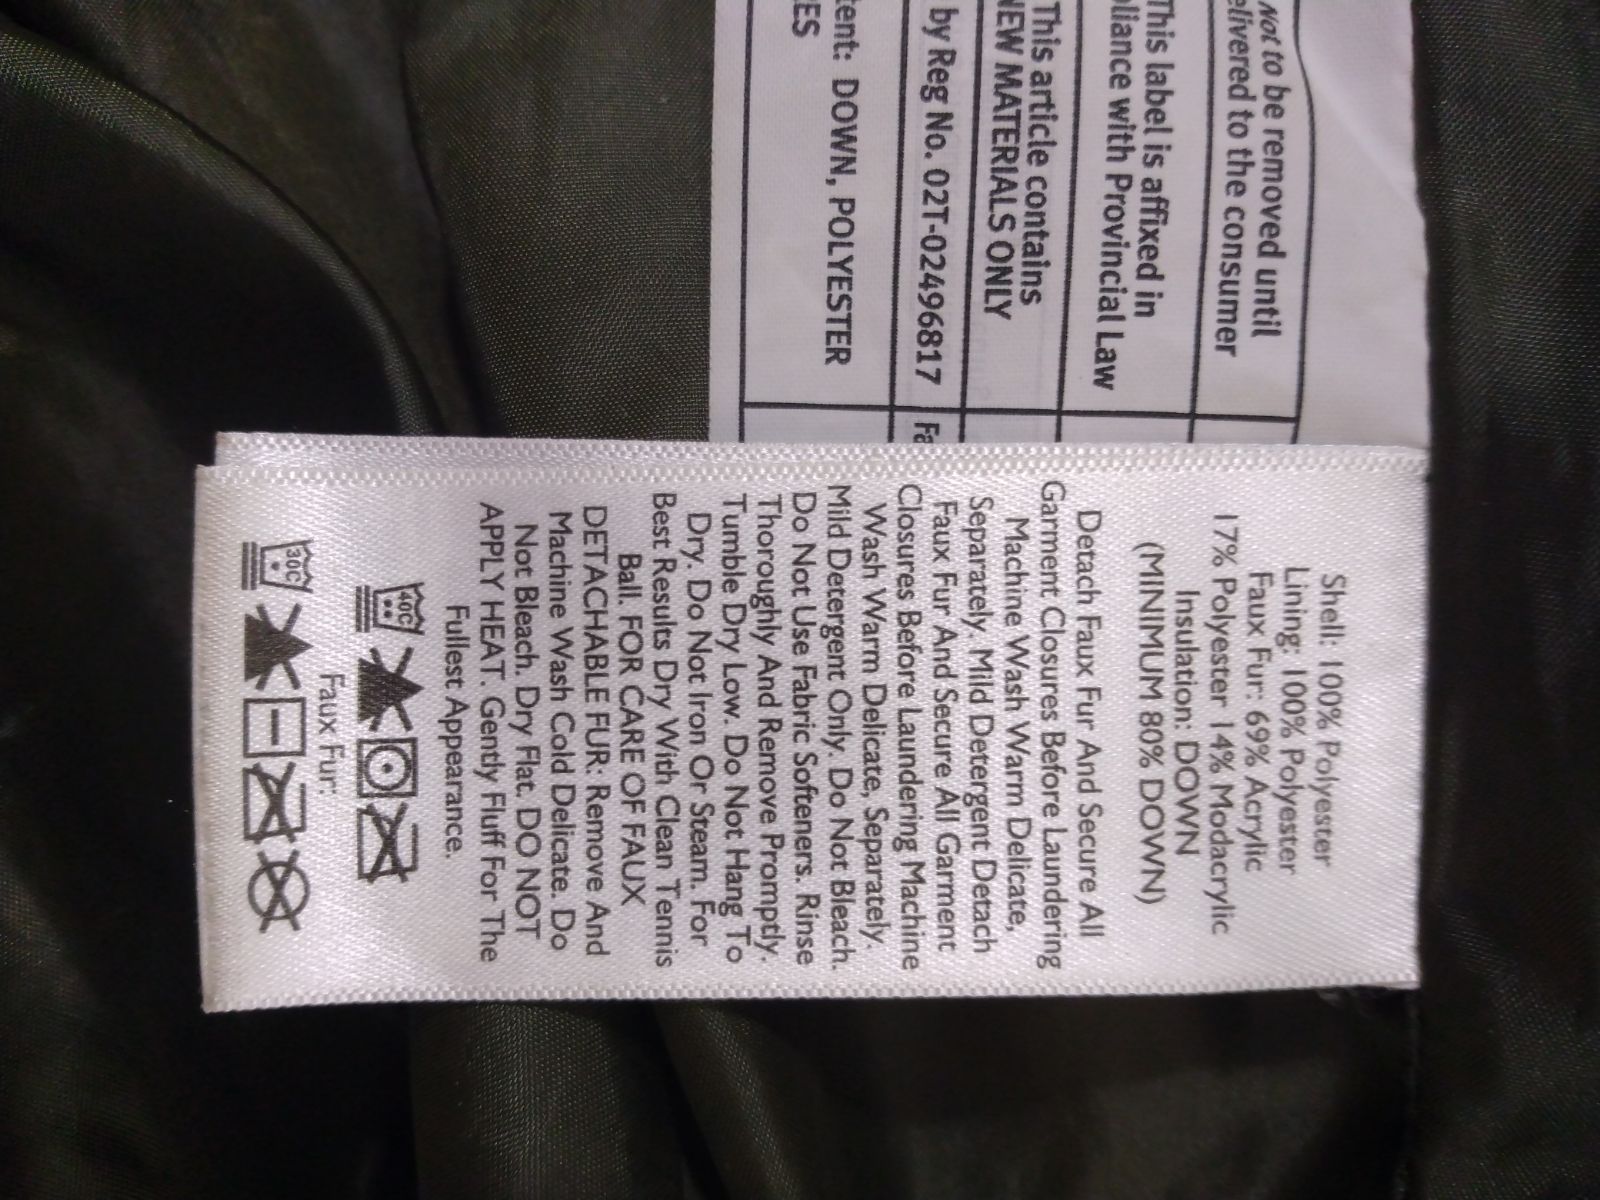 Shell: 100% Polyester
Lining: 100% Polyester
Faux Fur: 69% Acrylic
17% Polyester 14% Modacrylic
Insulation: DOWN
(MINIMUM 80% DOWN)
Detach Faux Fur And Secure All
Garment Closures Before Laundering
Machine Wash Warm Delicate,
Separately. Mild Detergent Detach
Faux Fur And Secure All Garment
Closures Before Laundering Machine
Wash Warm Delicate, Separately.
Mild Detergent Only. Do Not Bleach.
Do Not Use Fabric Softeners. Rinse
Thoroughly And Remove Promptly.
Tumble Dry Low. Do Not Hang To
Dry. Do Not Iron Or Steam. For
Best Results Dry With Clean Tennis
Ball. FOR CARE OF FAUX
DETACHABLE FUR: Remove And
Machine Wash Cold Delicate. Do
Not Bleach. Dry Flat. DO NOT
APPLY HEAT. Gently Fluff For The
Fullest Appearance.
40C
Faux Fur:
30C
Not to be removed until
delivered to the consumer
This label is affixed in
liance with Provincial Law
This article contains
NEW MATERIALS ONLY
by Reg No. 02T-02496817 Fa
tent: DOWN, POLYESTER
ES